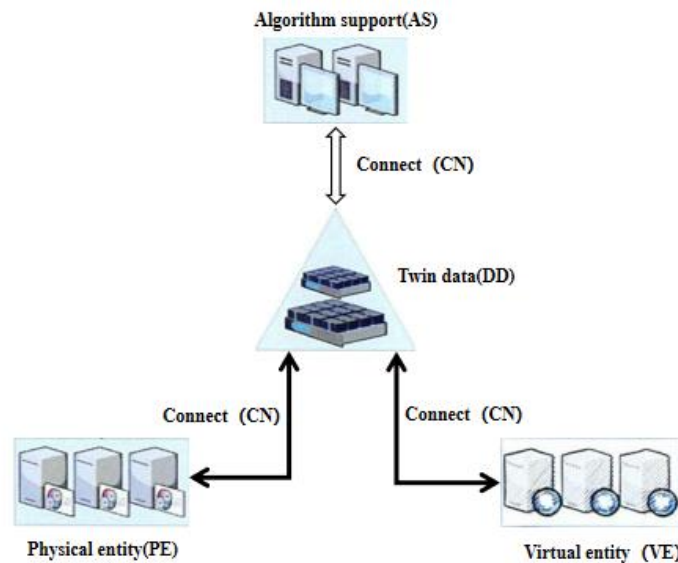 Algorithm support(AS)
Connect (CN)
Twin data(DD)
Connect (CN)
Connect (CN)
Physical entity(PE)
Virtual entity (VE)